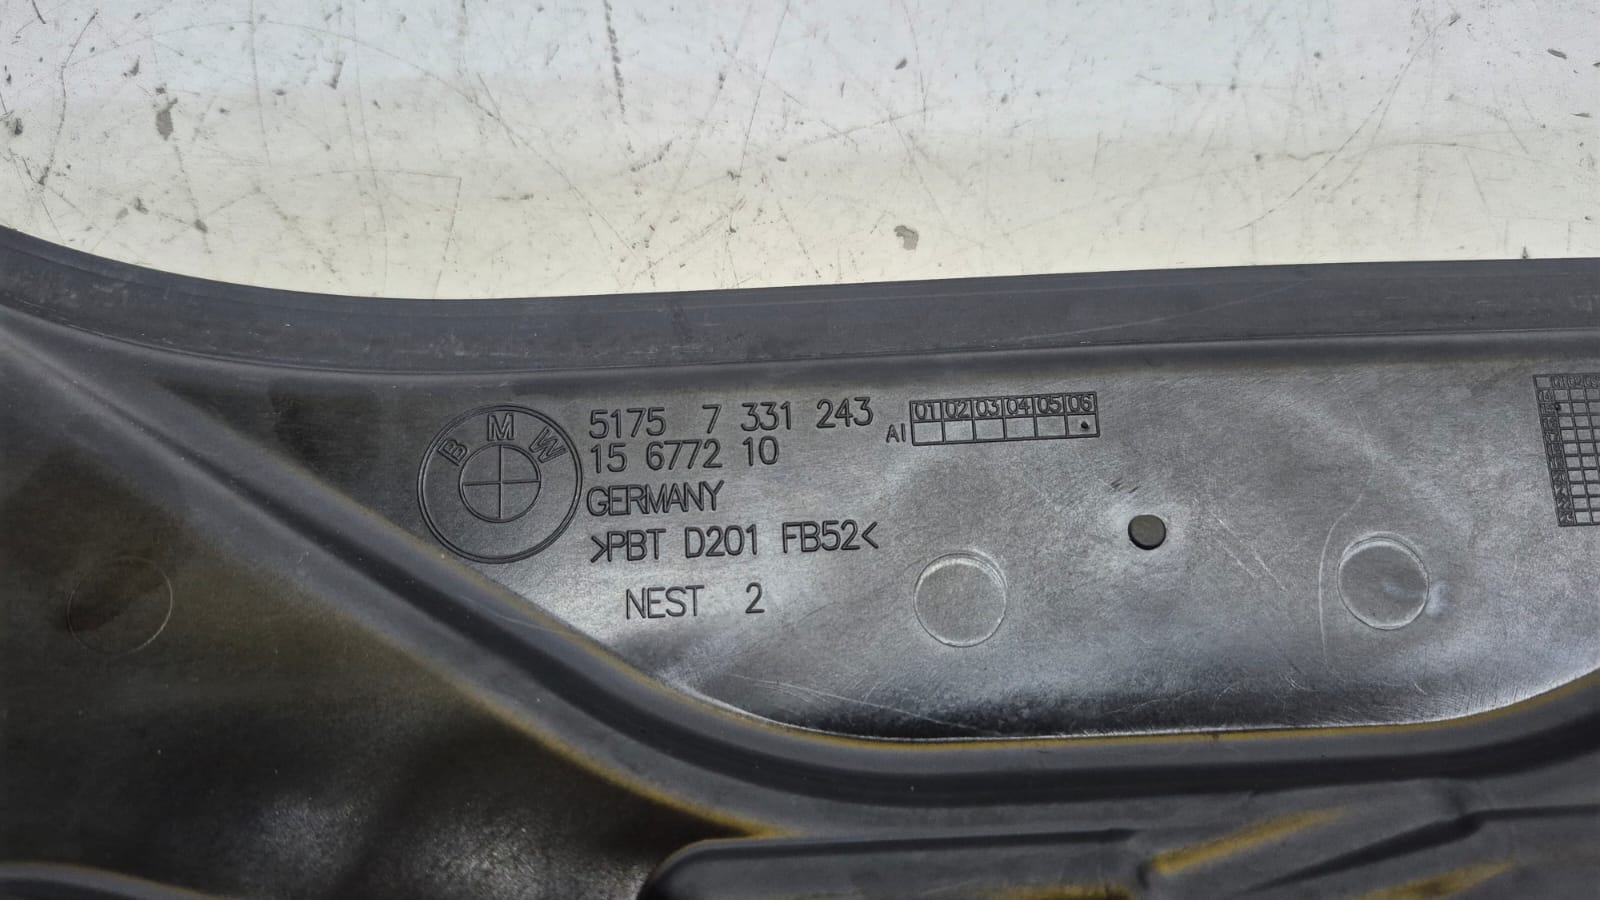 BMW
5175 7 331 243
15 6772 10
GERMANY
>PBT D201 FB52<
NEST 2
AI 01 02 03 04 05 06